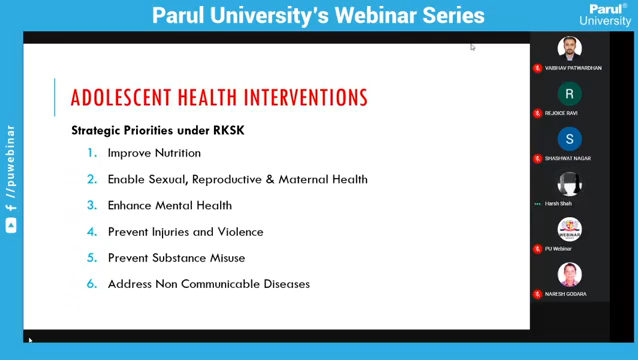 Parul University's Webinar Series
Parul®
University
//puwebinar
f
ADOLESCENT HEALTH INTERVENTIONS
Strategic Priorities under RKSK
1. Improve Nutrition
2. Enable Sexual, Reproductive & Maternal Health
3. Enhance Mental Health
4. Prevent Injuries and Violence
5. Prevent Substance Misuse
6. Address Non Communicable Diseases
VAIBHAV PATWARDHAN
R
REJOICE RAVI
S
SHASHWAT NAGAR
Harsh Shah
WEBINAR
PU Webinar
NARESH GODARA